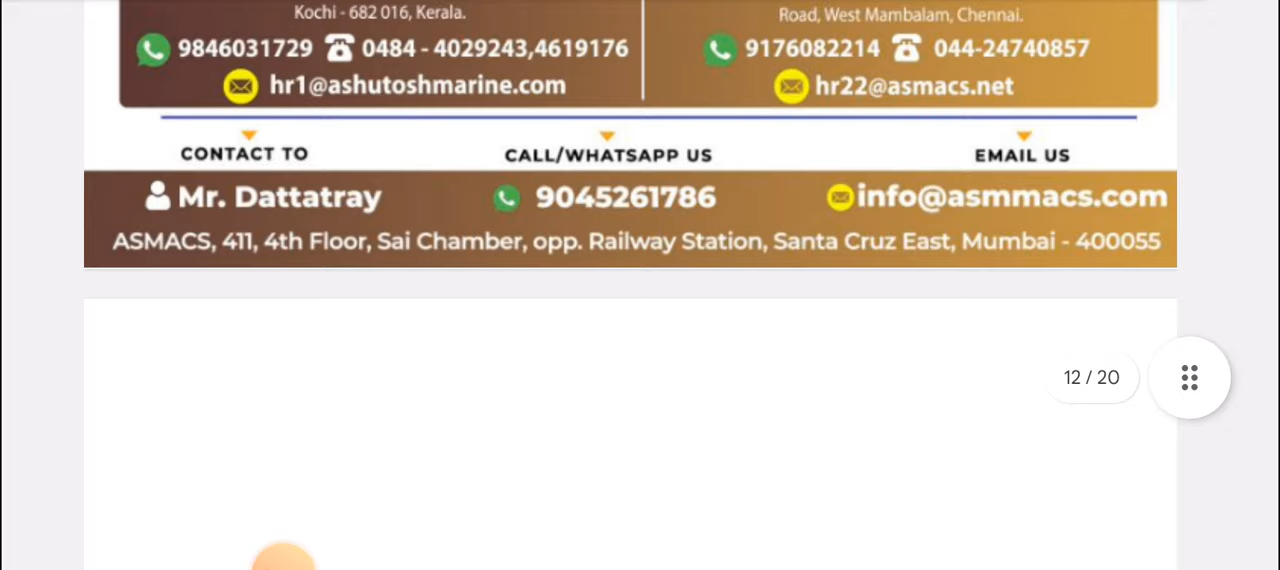 Kochi - 682 016, Kerala.
9846031729 0484 - 4029243,4619176
hr1@ashutoshmarine.com
Road, West Mambalam, Chennai.
9176082214 044-24740857
hr22@asmacs.net
CONTACT TO
CALL/WHATSAPP US
EMAIL US
Mr. Dattatray
9045261786
info@asmmacs.com
ASMACS, 411, 4th Floor, Sai Chamber, opp. Railway Station, Santa Cruz East, Mumbai - 400055
12 / 20